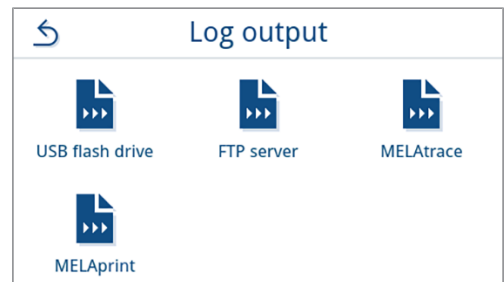 Log output
USB flash drive
FTP server
MELAtrace
MELAprint